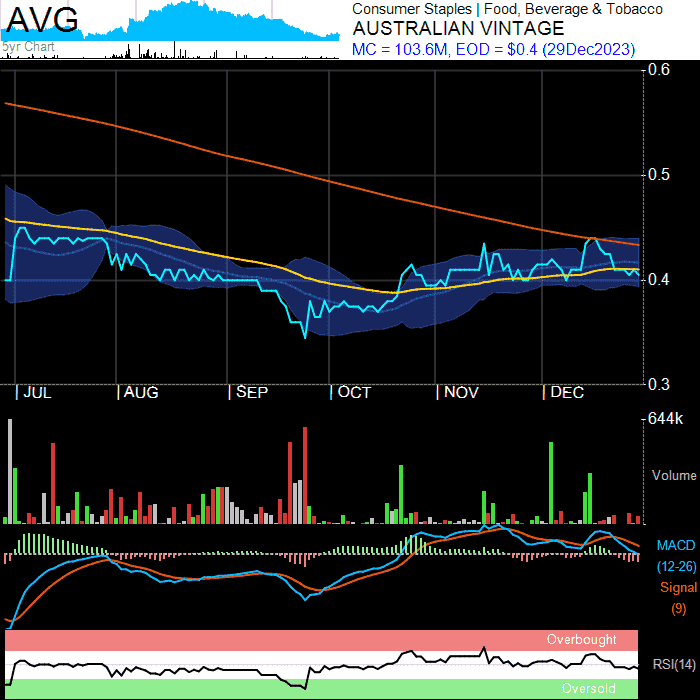 AVG
5yr Chart
Consumer Staples | Food, Beverage & Tobacco
AUSTRALIAN VINTAGE
MC = 103.6M, EOD = $0.4 (29Dec2023)
0.6
0.5
0.4
0.3
| JUL | AUG | SEP | OCT | NOV | DEC
644k
Volume
MACD
(12-26)
Signal
(9)
Overbought
RSI(14)
Oversold